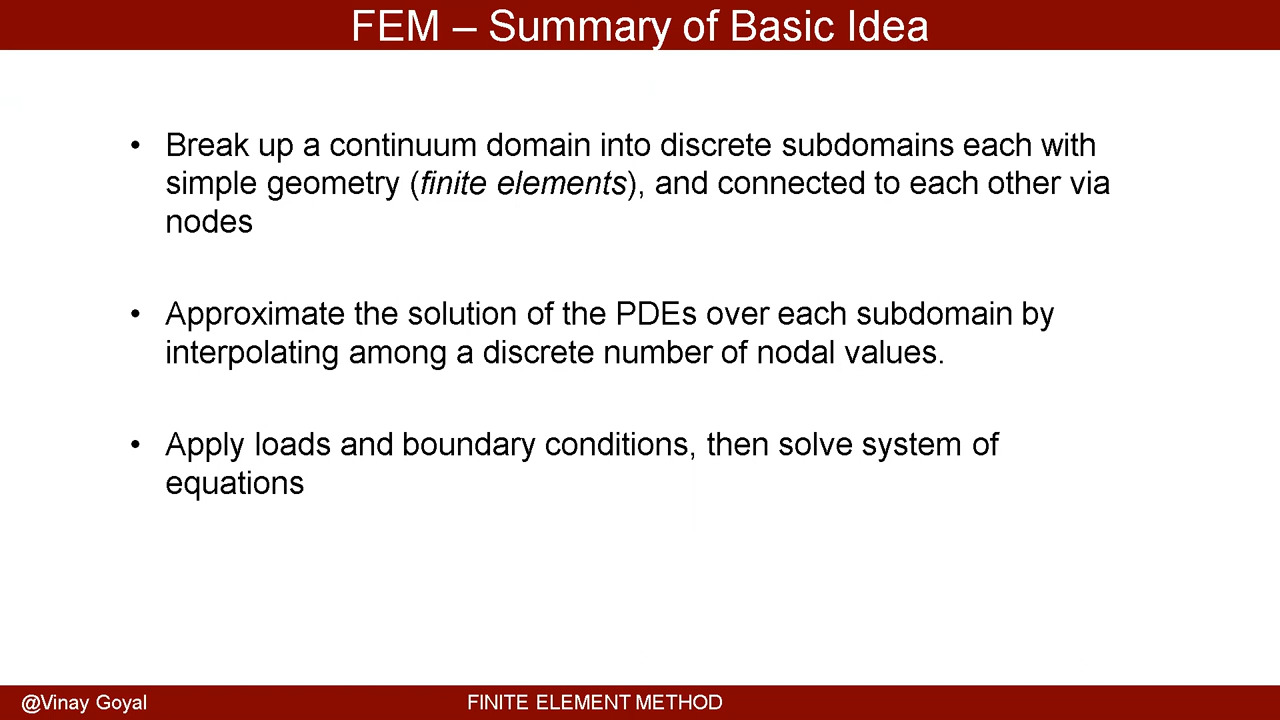 FEM – Summary of Basic Idea
• Break up a continuum domain into discrete subdomains each with
simple geometry (finite elements), and connected to each other via
nodes
• Approximate the solution of the PDEs over each subdomain by
interpolating among a discrete number of nodal values.
• Apply loads and boundary conditions, then solve system of
equations
@Vinay Goyal
FINITE ELEMENT METHOD